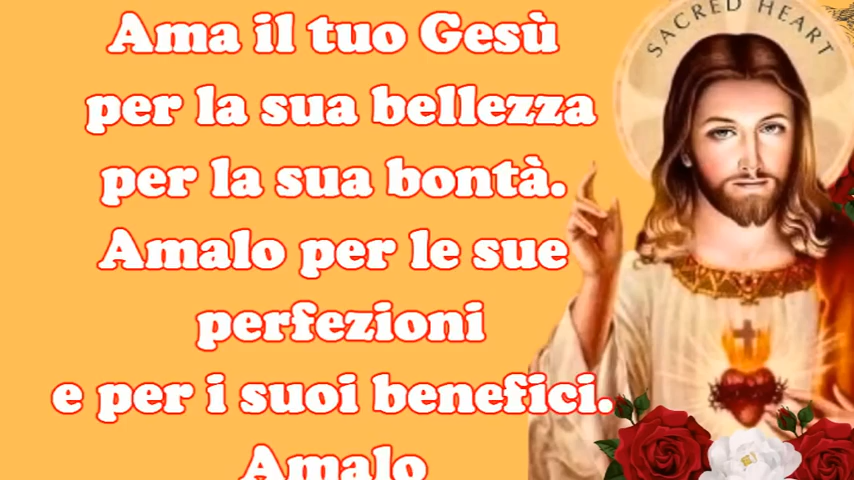 SACRED HEART
Ama il tuo Gesù
per la sua bellezza
per la sua bontà.
Amalo per le sue
perfezioni
e per i suoi benefici.
Amalo